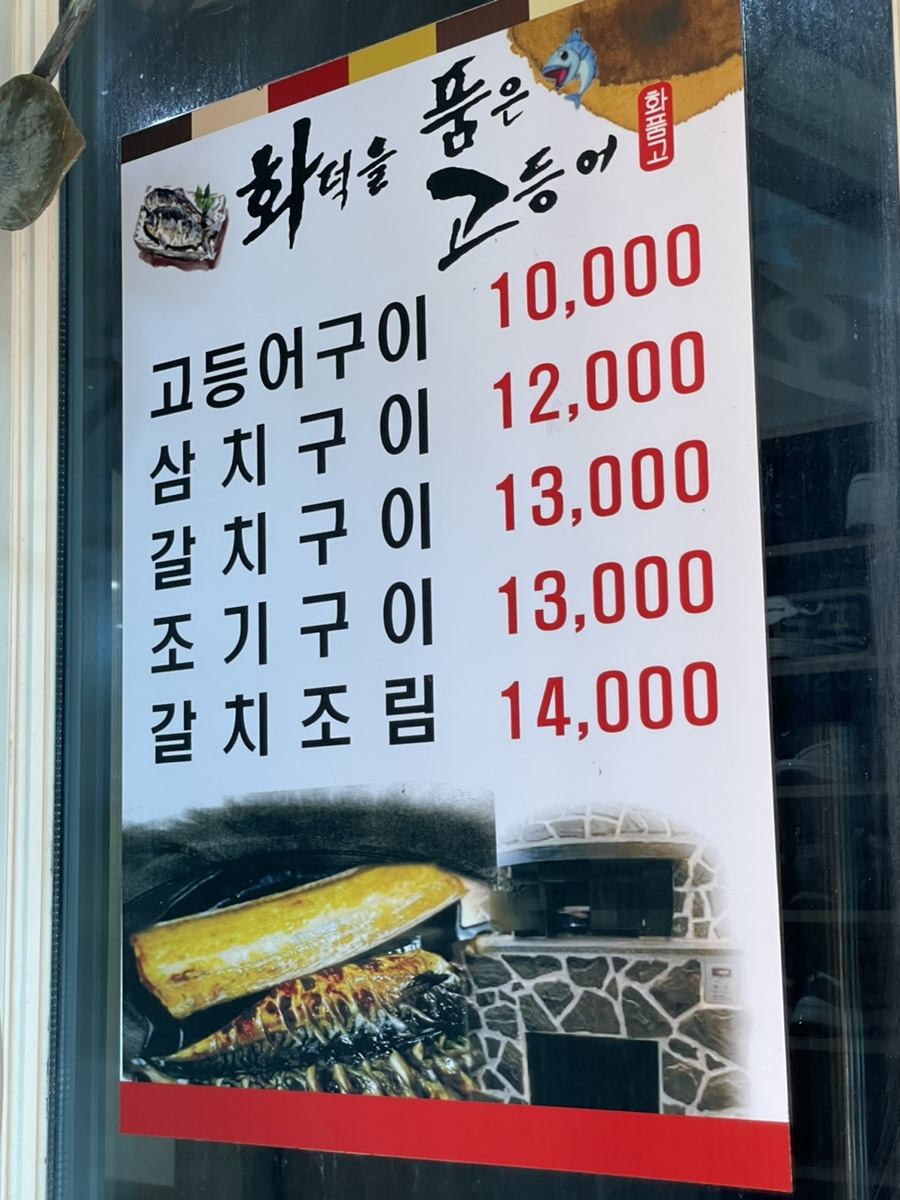 화덕을 품은
고등어
화품고
고등어구이 10,000
삼치구이 12,000
갈치구이 13,000
조기구이 13,000
갈치조림 14,000